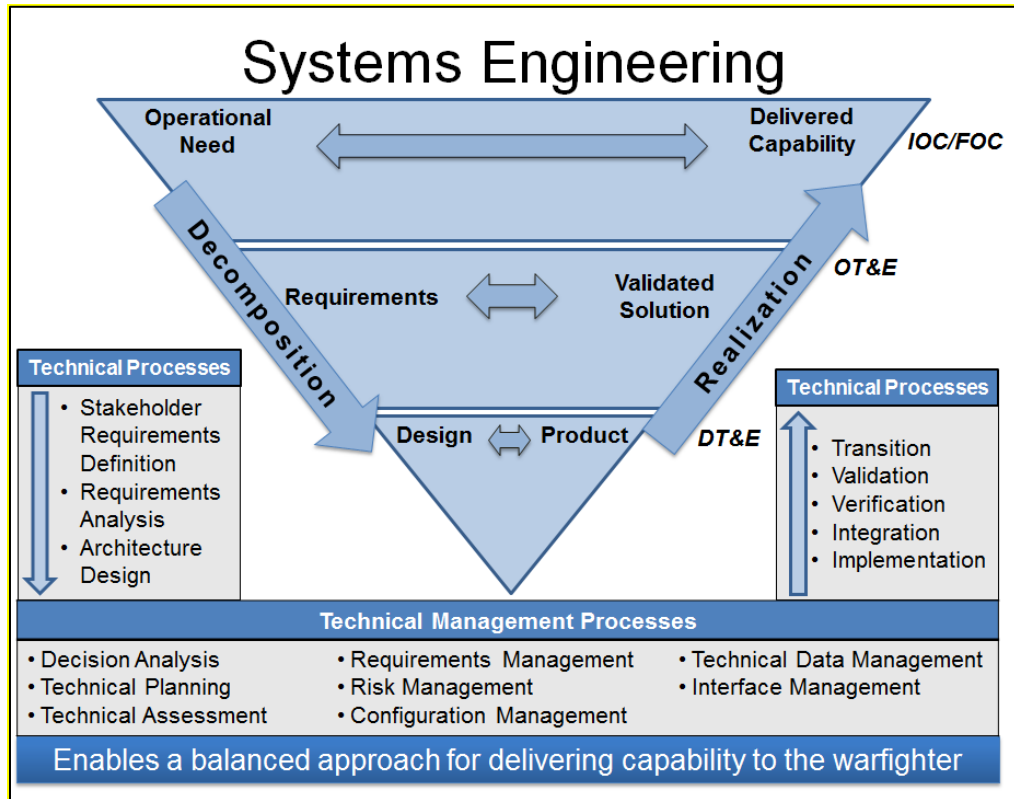 Systems Engineering
Operational
Need
Delivered
Capability
IOC/FOC
Decomposition
Realization
OT&E
Requirements
Validated
Solution
Design
Product
DT&E
Technical Processes
• Stakeholder
Requirements
Definition
• Requirements
Analysis
• Architecture
Design
Technical Processes
• Transition
• Validation
• Verification
• Integration
• Implementation
Technical Management Processes
• Decision Analysis
• Technical Planning
• Technical Assessment
• Requirements Management
• Risk Management
• Configuration Management
• Technical Data Management
• Interface Management
Enables a balanced approach for delivering capability to the warfighter